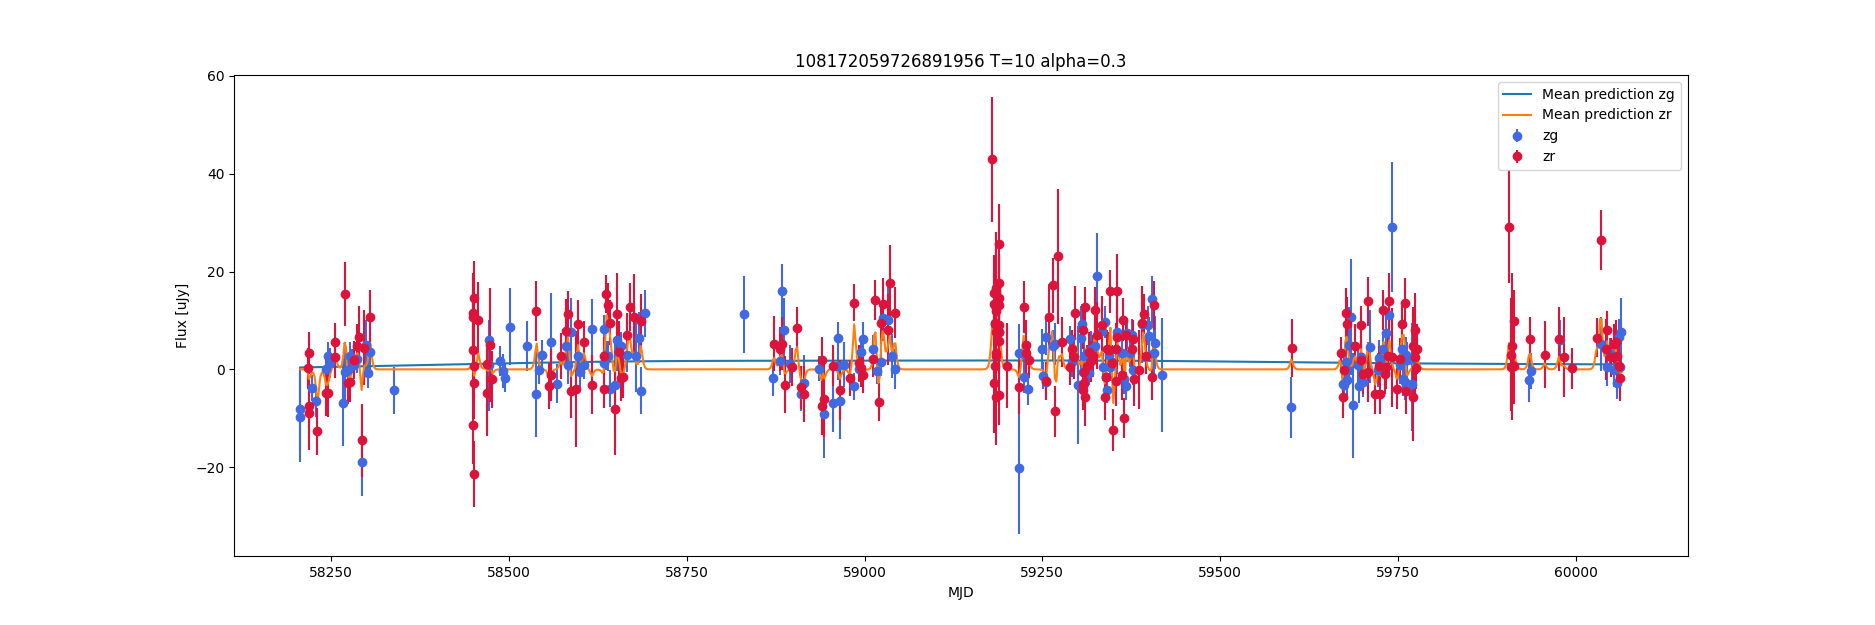 108172059726891956 T=10 alpha=0.3
60
40
20
0
−20
Flux [uJy]
Mean prediction zg
Mean prediction zr
zg
zr
58250
58500
58750
59000
59250
59500
59750
60000
MJD